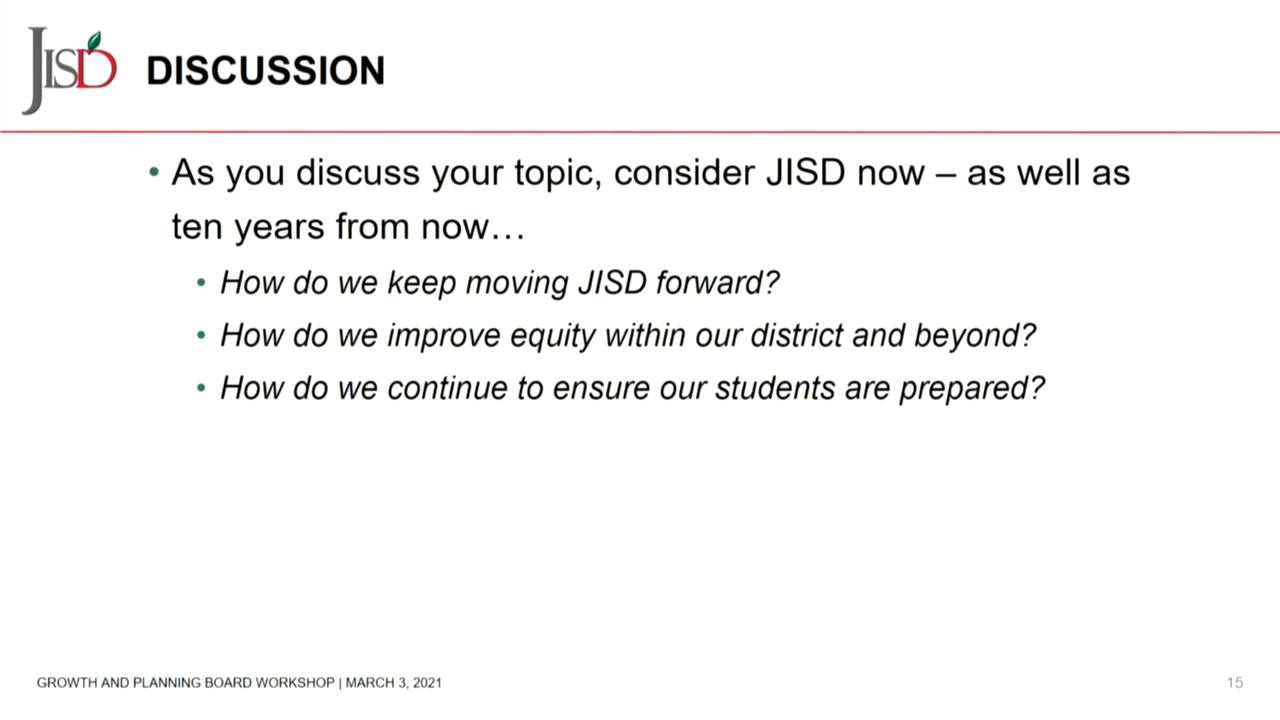 JISD
DISCUSSION
• As you discuss your topic, consider JISD now – as well as
ten years from now…
• How do we keep moving JISD forward?
• How do we improve equity within our district and beyond?
• How do we continue to ensure our students are prepared?
GROWTH AND PLANNING BOARD WORKSHOP | MARCH 3, 2021
15